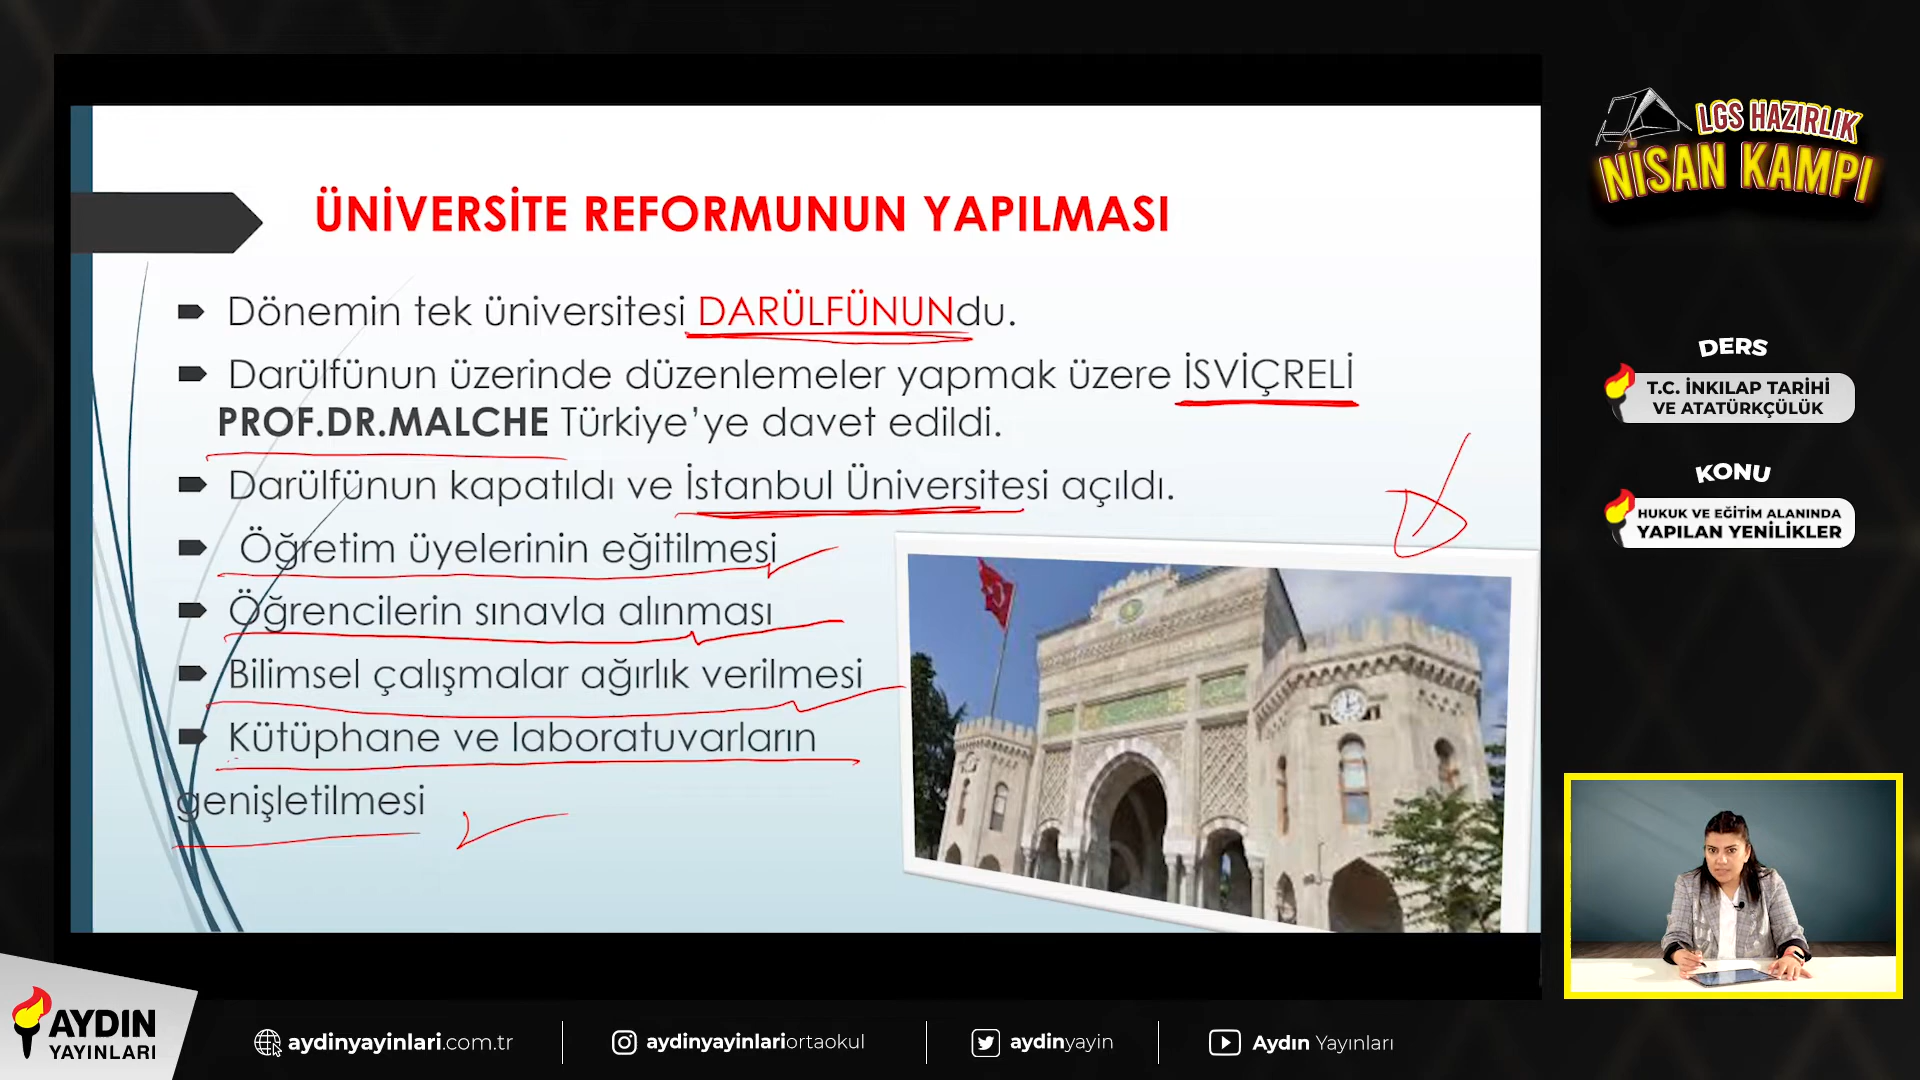 ÜNİVERSİTE REFORMUNUN YAPILMASI
Dönemin tek üniversitesi DARÜLFÜNUNdu.
Darülfünun üzerinde düzenlemeler yapmak üzere İSVİÇRELİ
PROF.DR.MALCHE Türkiye’ye davet edildi.
Darülfünun kapatıldı ve İstanbul Üniversitesi açıldı.
Öğretim üyelerinin eğitilmesi
Öğrencilerin sınavla alınması
Bilimsel çalışmalar ağırlık verilmesi
Kütüphane ve laboratuvarların
genişletilmesi
LGS HAZIRLIK
NİSAN KAMPI
DERS
T.C. İNKILAP TARİHİ
VE ATATÜRKÇÜLÜK
KONU
HUKUK VE EĞİTİM ALANINDA
YAPILAN YENİLİKLER
AYDIN
YAYINLARI
aydinyayinlari.com.tr
aydinyayinlariortaokul
aydinyayin
Aydın Yayınları